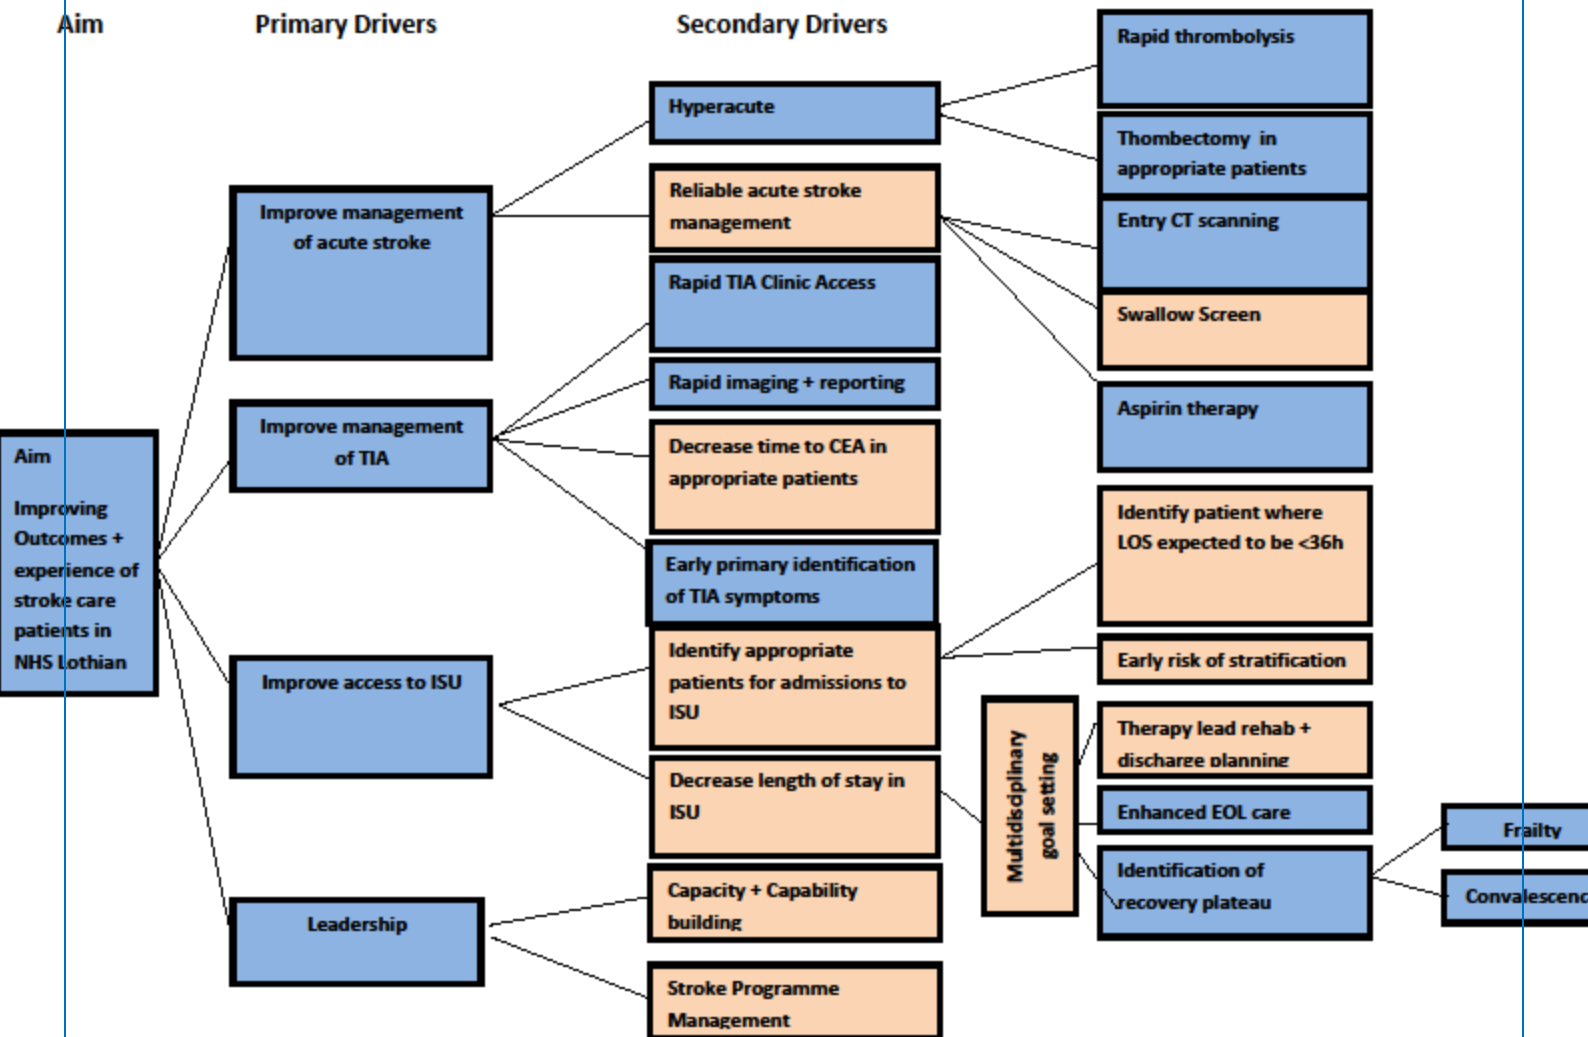 Aim
Primary Drivers
Secondary Drivers
Aim
Improving
Outcomes +
experience of
stroke care
patients in
NHS Lothian
Improve management
of acute stroke
Improve management
of TIA
Improve access to ISU
Leadership
Hyperacute
Reliable acute stroke
management
Rapid TIA Clinic Access
Rapid imaging + reporting
Decrease time to CEA in
appropriate patients
Early primary identification
of TIA symptoms
Identify appropriate
patients for admissions to
ISU
Decrease length of stay in
ISU
Capacity + Capability
building
Stroke Programme
Management
Multidisciplinary
goal setting
Rapid thrombolysis
Thombectomy in
appropriate patients
Entry CT scanning
Swallow Screen
Aspirin therapy
Identify patient where
LOS expected to be <36h
Early risk of stratification
Therapy lead rehab +
discharge planning
Enhanced EOL care
Identification of
recovery plateau
Frailty
Convalescenc